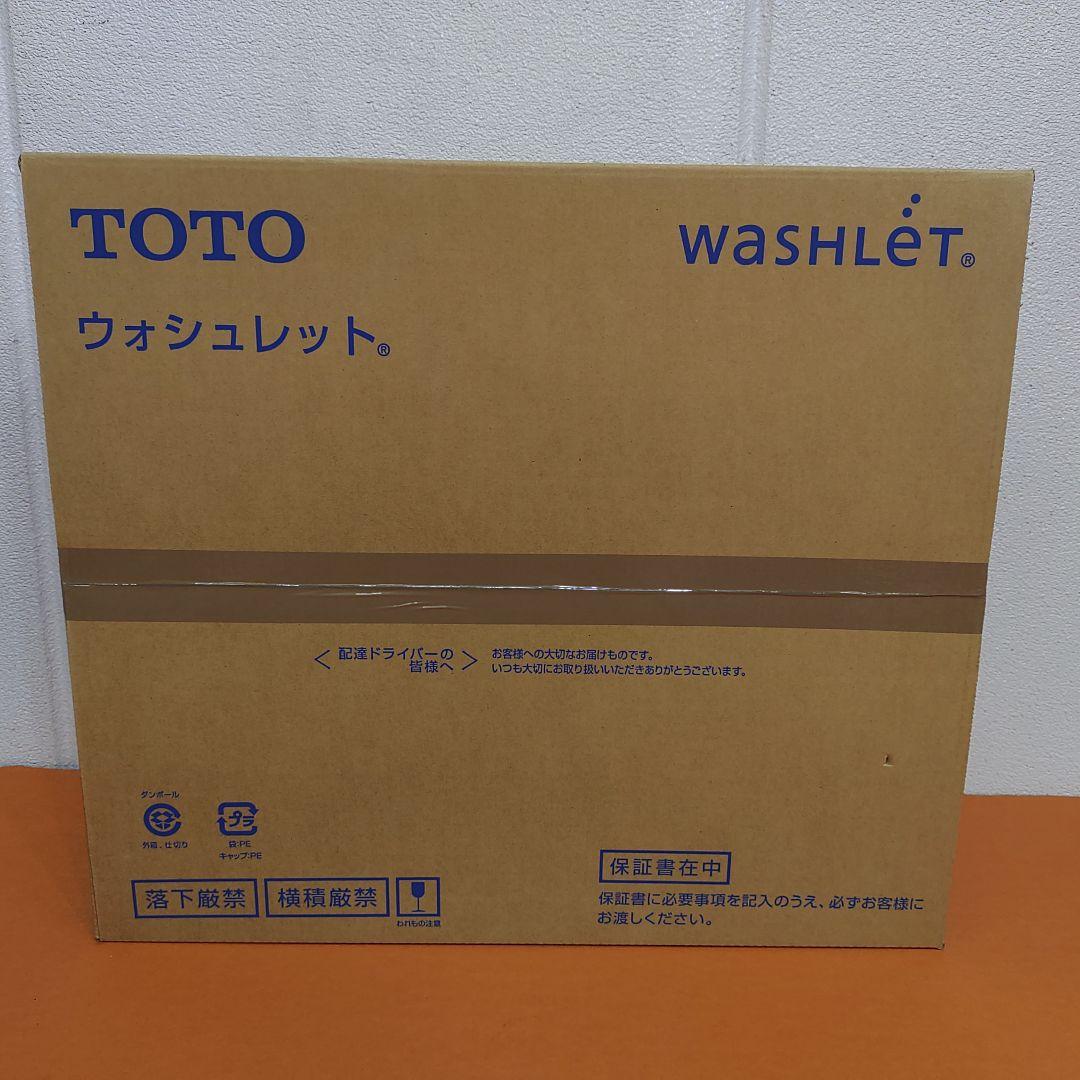 TOTO
WASHLET®
ウォシュレット®
＜配達ドライバーの皆様へ＞
お客様への大切なお届けものです。
いつも大切にお取り扱いいただきありがとうございます。
ダンボール
外箱、仕切り
プラ
袋:PE
キャップ:PE
落下厳禁
横積厳禁
われもの注意
保証書在中
保証書に必要事項を記入のうえ、必ずお客様に
お渡しください。